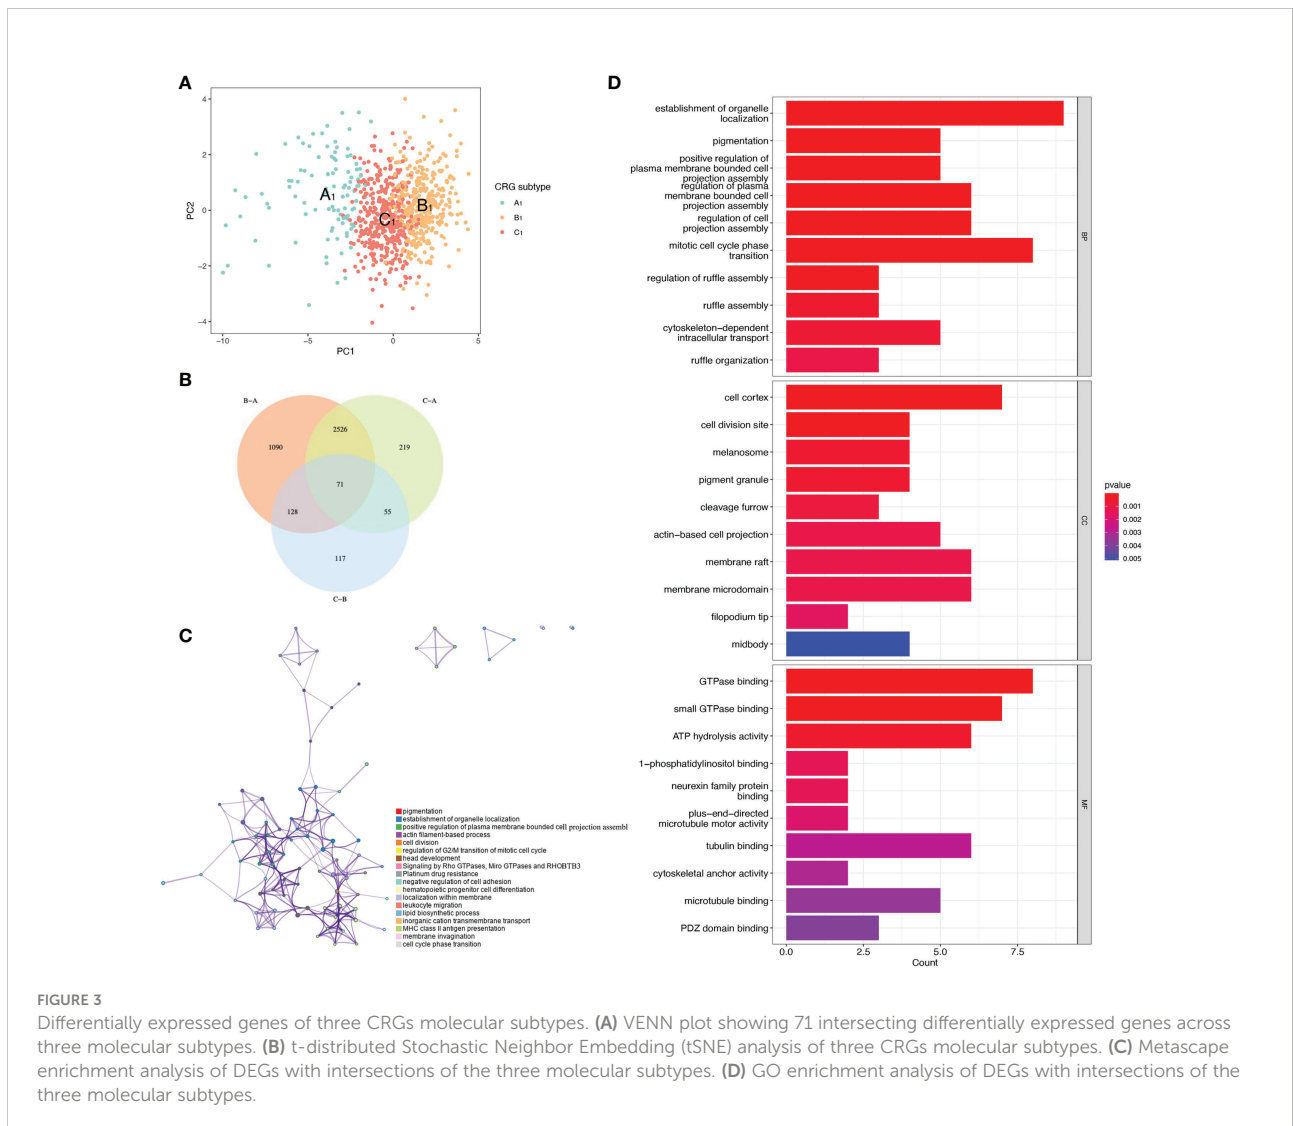 A
4
2
0
−2
−4
PC2
−10
−5
0
5
PC1
A1
B1
C1
CRG subtype
A1
B1
C1
B
B−A
C−A
2526
1090
219
71
128
55
117
C−B
C
pigmentation
establishment of organelle localization
positive regulation of plasma membrane bounded cell projection assembl
actin filament-based process
cell division
regulation of G2/M transition of mitotic cell cycle
head development
Signaling by Rho GTPases, Miro GTPases and RHOBTB3
Platinum drug resistance
negative regulation of cell adhesion
hematopoietic progenitor cell differentiation
localization within membrane
leukocyte migration
lipid biosynthetic process
inorganic cation transmembrane transport
MHC class II antigen presentation
membrane invagination
cell cycle phase transition
D
establishment of organelle
localization
pigmentation
positive regulation of
plasma membrane bounded cell
projection assembly
regulation of plasma
membrane bounded cell
projection assembly
regulation of cell
projection assembly
mitotic cell cycle phase
transition
regulation of ruffle assembly
ruffle assembly
cytoskeleton−dependent
intracellular transport
ruffle organization
BP
cell cortex
cell division site
melanosome
pigment granule
cleavage furrow
actin−based cell projection
membrane raft
membrane microdomain
filopodium tip
midbody
CC
GTPase binding
small GTPase binding
ATP hydrolysis activity
1−phosphatidylinositol binding
neurexin family protein
binding
plus−end−directed
microtubule motor activity
tubulin binding
cytoskeletal anchor activity
microtubule binding
PDZ domain binding
MF
0.0
2.5
5.0
7.5
Count
pvalue
0.001
0.002
0.003
0.004
0.005
FIGURE 3
Differentially expressed genes of three CRGs molecular subtypes. (A) VENN plot showing 71 intersecting differentially expressed genes across
three molecular subtypes. (B) t-distributed Stochastic Neighbor Embedding (tSNE) analysis of three CRGs molecular subtypes. (C) Metascape
enrichment analysis of DEGs with intersections of the three molecular subtypes. (D) GO enrichment analysis of DEGs with intersections of the
three molecular subtypes.